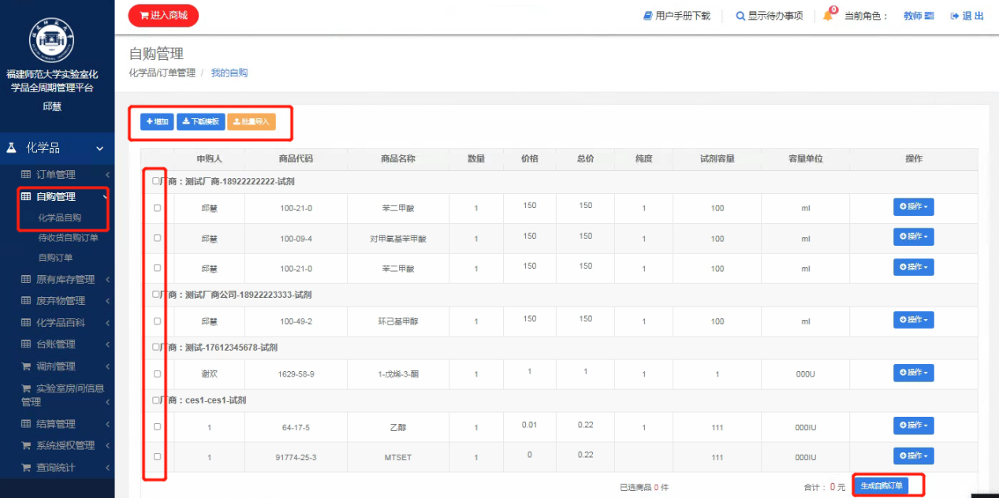 进入商城
用户手册下载
显示待办事项
0
当前角色：
教师
退 出
福建师范大学实验室化
学品全周期管理平台
邱慧
化学品
订单管理
自购管理
化学品自购
待收货自购订单
自购订单
原有库存管理
废弃物管理
化学品百科
台账管理
调剂管理
实验室房间信息
管理
结算管理
系统授权管理
查询统计
自购管理
化学品/订单管理 / 我的自购
增加 下载模板 批量导入
申购人 商品代码 商品名称 数量 价格 总价 纯度 试剂容量 容量单位 操作
厂商：测试厂商-18922222222-试剂
邱慧 100-21-0 苯二甲酸 1 150 150 1 100 ml 操作
邱慧 100-09-4 对甲氧基苯甲酸 1 150 150 1 100 ml 操作
邱慧 100-21-0 苯二甲酸 1 150 150 1 100 ml 操作
厂商：测试厂商公司-18922223333-试剂
邱慧 100-49-2 环己基甲醇 1 150 150 1 100 ml 操作
厂商：测试-17612345678-试剂
谢欢 1629-58-9 1-戊烯-3-酮 1 1 1 1 1 000U 操作
厂商：ces1-ces1-试剂
1 64-17-5 乙醇 1 0.01 0.22 1 111 000IU 操作
1 91774-25-3 MTSET 1 0 0.22 111 000IU 操作
已选商品 0 件 合计： 0 元 生成自购订单